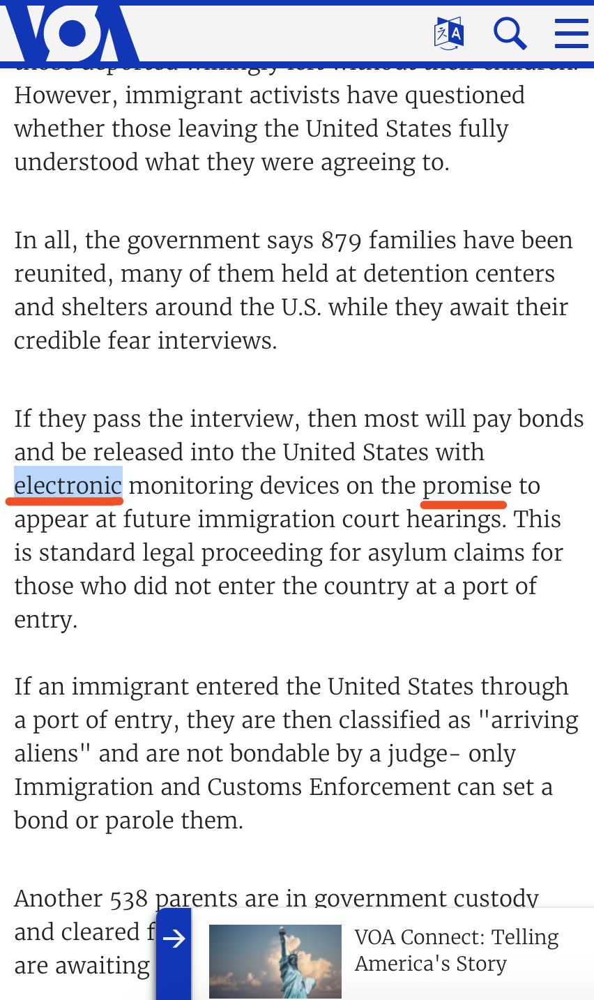 VOA
those deported willingly left without their children.
However, immigrant activists have questioned
whether those leaving the United States fully
understood what they were agreeing to.
In all, the government says 879 families have been
reunited, many of them held at detention centers
and shelters around the U.S. while they await their
credible fear interviews.
If they pass the interview, then most will pay bonds
and be released into the United States with
electronic monitoring devices on the promise to
appear at future immigration court hearings. This
is standard legal proceeding for asylum claims for
those who did not enter the country at a port of
entry.
If an immigrant entered the United States through
a port of entry, they are then classified as "arriving
aliens" and are not bondable by a judge- only
Immigration and Customs Enforcement can set a
bond or parole them.
Another 538 parents are in government custody
and cleared f
are awaiting
VOA Connect: Telling
America's Story